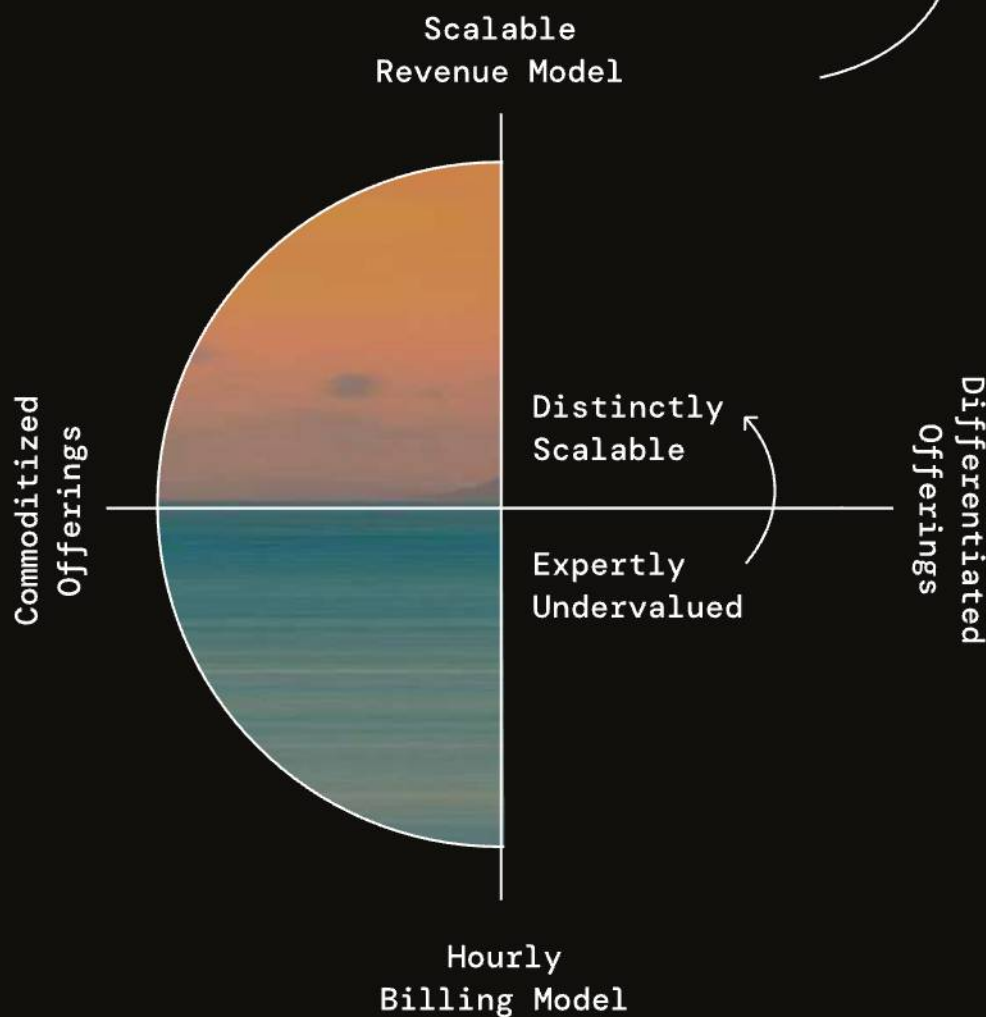 Scalable
Revenue Model
Commoditized
Offerings
Distinctly
Scalable
Expertly
Undervalued
Differentiated
Offerings
Hourly
Billing Model